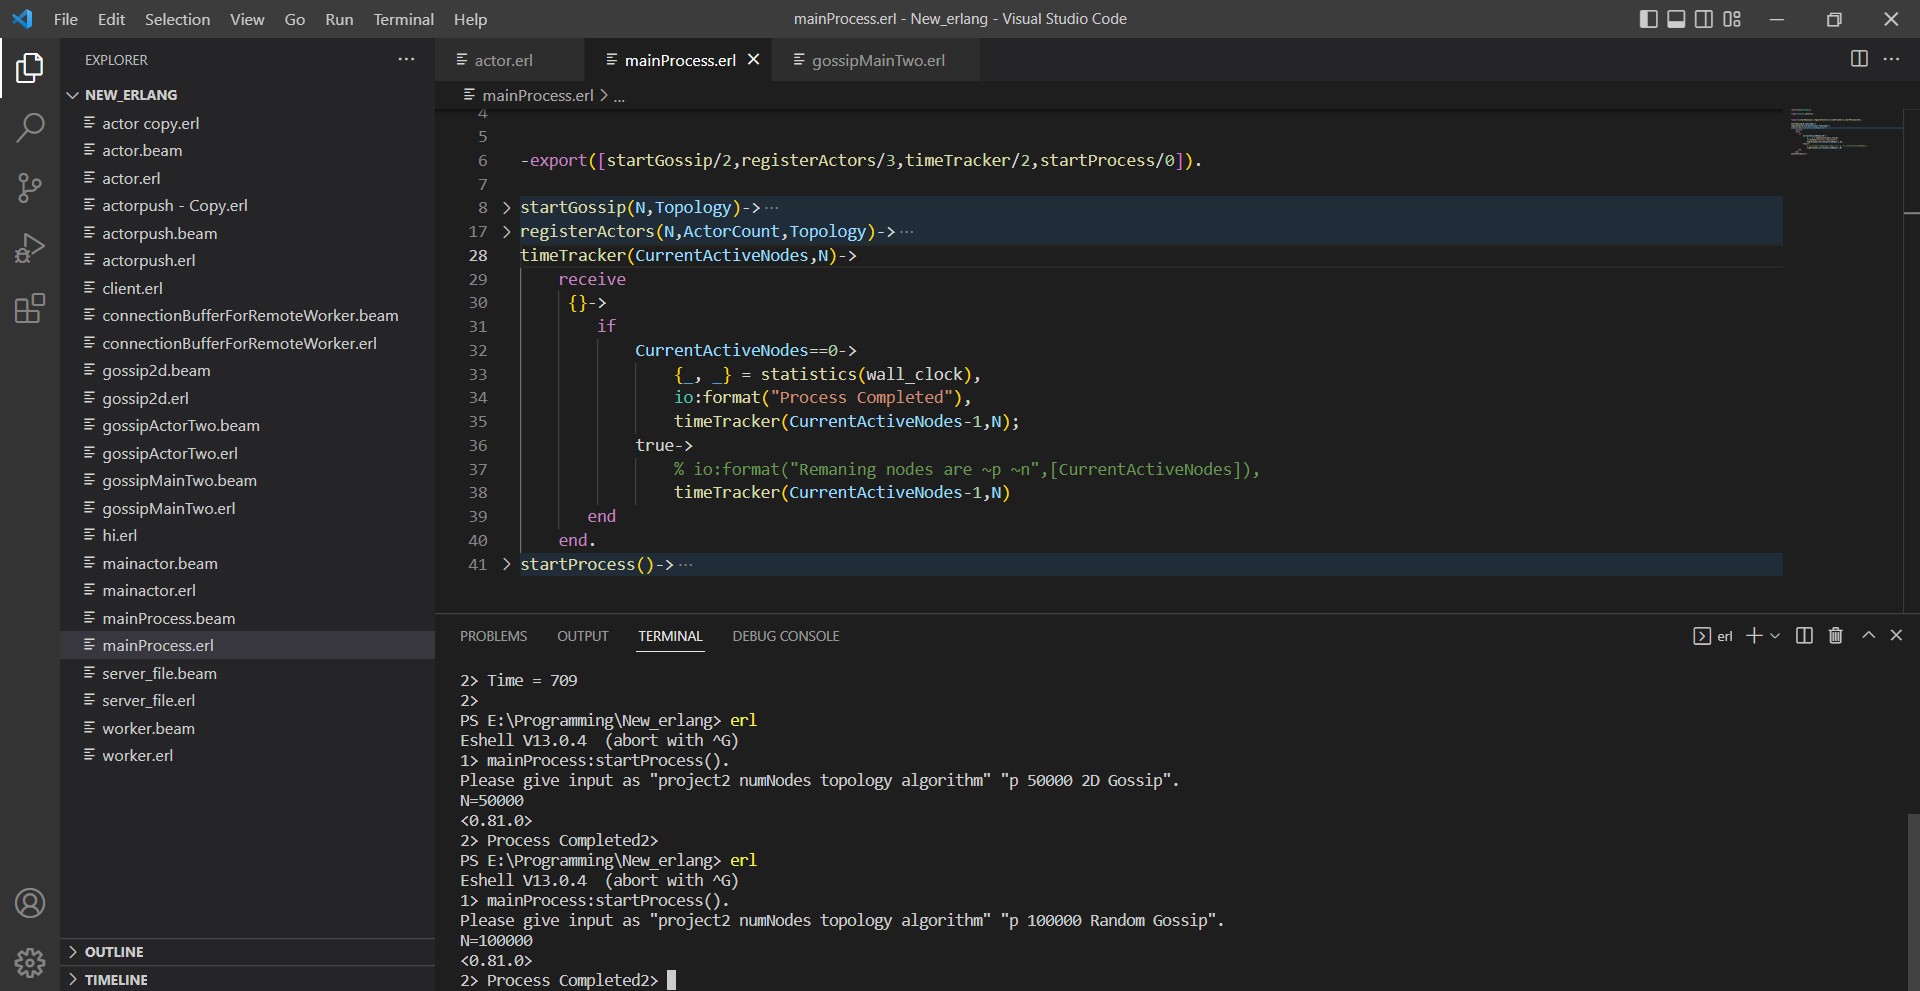 File Edit Selection View Go Run Terminal Help
mainProcess.erl - New_erlang - Visual Studio Code
EXPLORER
NEW_ERLANG
actor copy.erl
actor.beam
actor.erl
actorpush - Copy.erl
actorpush.beam
actorpush.erl
client.erl
connectionBufferForRemoteWorker.beam
connectionBufferForRemoteWorker.erl
gossip2d.beam
gossip2d.erl
gossipActorTwo.beam
gossipActorTwo.erl
gossipMainTwo.beam
gossipMainTwo.erl
hi.erl
mainactor.beam
mainactor.erl
mainProcess.beam
mainProcess.erl
server_file.beam
server_file.erl
worker.beam
worker.erl
OUTLINE
TIMELINE
actor.erl
mainProcess.erl
gossipMainTwo.erl
mainProcess.erl > ...
4
5
6 -export([startGossip/2,registerActors/3,timeTracker/2,startProcess/0]).
7
8 startGossip(N,Topology)->···
17 registerActors(N,ActorCount,Topology)->···
28 timeTracker(CurrentActiveNodes,N)->
29 receive
30 {}->
31 if
32 CurrentActiveNodes==0->
33 {_, _} = statistics(wall_clock),
34 io:format("Process Completed"),
35 timeTracker(CurrentActiveNodes-1,N);
36 true->
37 % io:format("Remaning nodes are ~p ~n",[CurrentActiveNodes]),
38 timeTracker(CurrentActiveNodes-1,N)
39 end
40 end.
41 startProcess()->···
PROBLEMS OUTPUT TERMINAL DEBUG CONSOLE
erl
2> Time = 709
2>
PS E:\Programming\New_erlang> erl
Eshell V13.0.4 (abort with ^G)
1> mainProcess:startProcess().
Please give input as "project2 numNodes topology algorithm" "p 50000 2D Gossip".
N=50000
<0.81.0>
2> Process Completed2>
PS E:\Programming\New_erlang> erl
Eshell V13.0.4 (abort with ^G)
1> mainProcess:startProcess().
Please give input as "project2 numNodes topology algorithm" "p 100000 Random Gossip".
N=100000
<0.81.0>
2> Process Completed2>